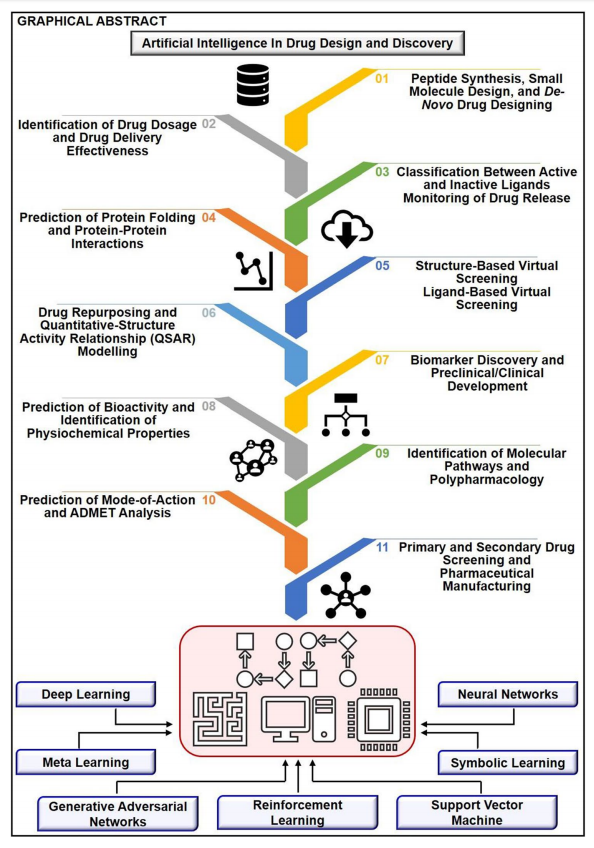 GRAPHICAL ABSTRACT
Artificial Intelligence In Drug Design and Discovery
01
Peptide Synthesis, Small
Molecule Design, and De-
Novo Drug Designing
02
Identification of Drug Dosage
and Drug Delivery
Effectiveness
03
Classification Between Active
and Inactive Ligands
Monitoring of Drug Release
04
Prediction of Protein Folding
and Protein-Protein
Interactions
05
Structure-Based Virtual
Screening
Ligand-Based Virtual
Screening
06
Drug Repurposing and
Quantitative-Structure
Activity Relationship (QSAR)
Modelling
07
Biomarker Discovery and
Preclinical/Clinical
Development
08
Prediction of Bioactivity and
Identification of
Physiochemical Properties
09
Identification of Molecular
Pathways and
Polypharmacology
10
Prediction of Mode-of-Action
and ADMET Analysis
11
Primary and Secondary Drug
Screening and
Pharmaceutical
Manufacturing
Deep Learning
Neural Networks
Meta Learning
Symbolic Learning
Generative Adversarial
Networks
Reinforcement
Learning
Support Vector
Machine